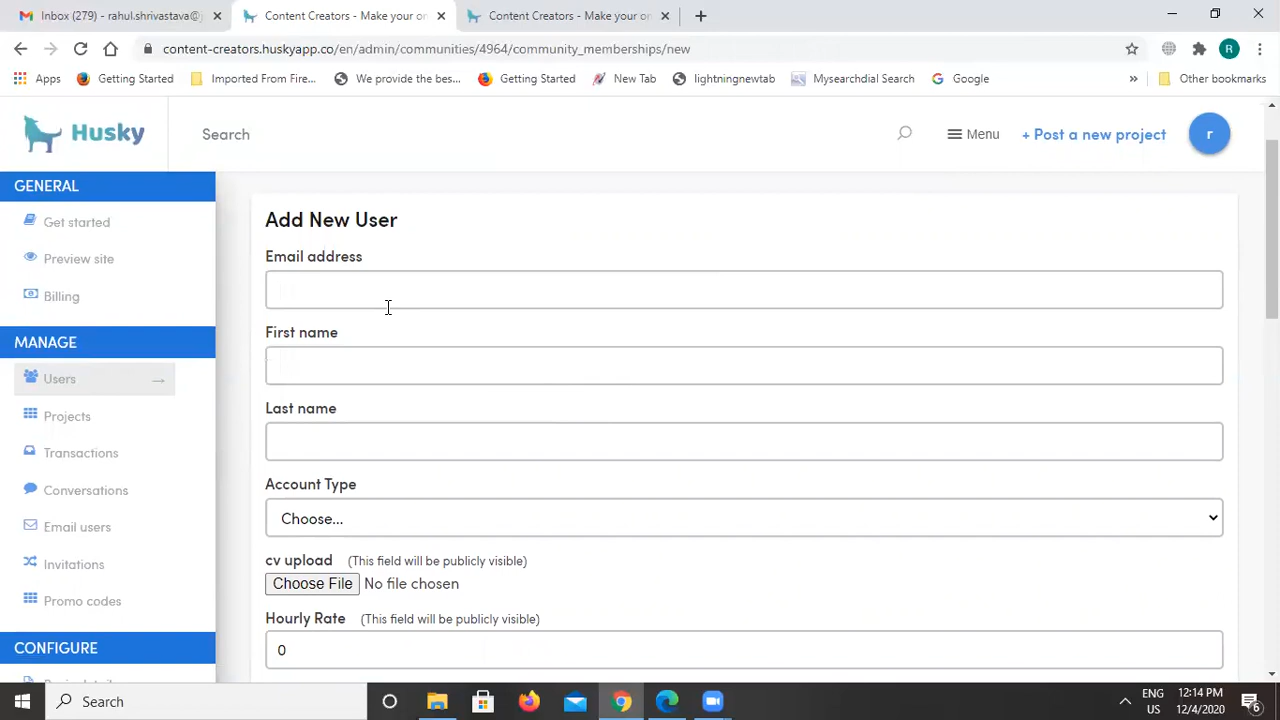 Inbox (279) - rahul.shrivastava@j
Content Creators - Make your on
Content Creators - Make your on
content-creators.huskyapp.co/en/admin/communities/4964/community_memberships/new
R
Apps
Getting Started
Imported From Fire...
We provide the bes...
Getting Started
New Tab
lightningnewtab
Mysearchdial Search
Google
Other bookmarks
Husky
Search
Menu
+ Post a new project
r
GENERAL
Get started
Preview site
Billing
MANAGE
Users
Projects
Transactions
Conversations
Email users
Invitations
Promo codes
CONFIGURE
Add New User
Email address
First name
Last name
Account Type
Choose...
cv upload (This field will be publicly visible)
Choose File No file chosen
Hourly Rate (This field will be publicly visible)
0
Search
ENG
US
12:14 PM
12/4/2020
6